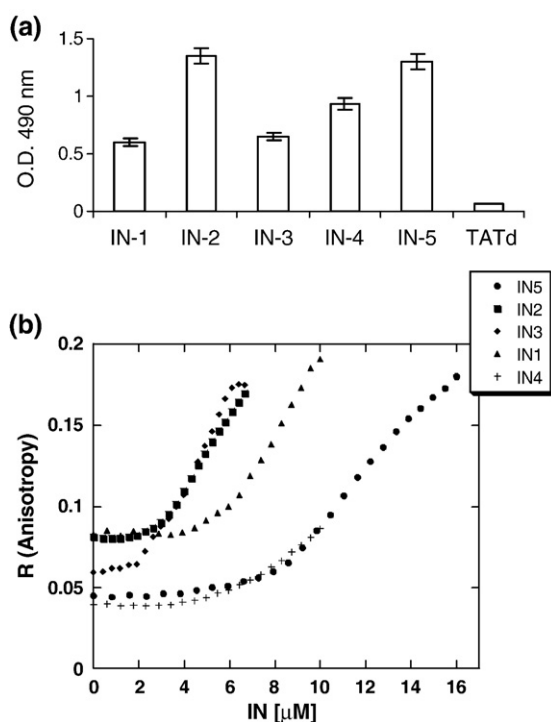 (a)
O.D. 490 nm
1.5
1
0.5
0
IN-1 IN-2 IN-3 IN-4 IN-5 TATd
(b)
IN5
IN2
IN3
IN1
IN4
R (Anisotropy)
0.2
0.15
0.1
0.05
0
0 2 4 6 8 10 12 14 16
IN [µM]